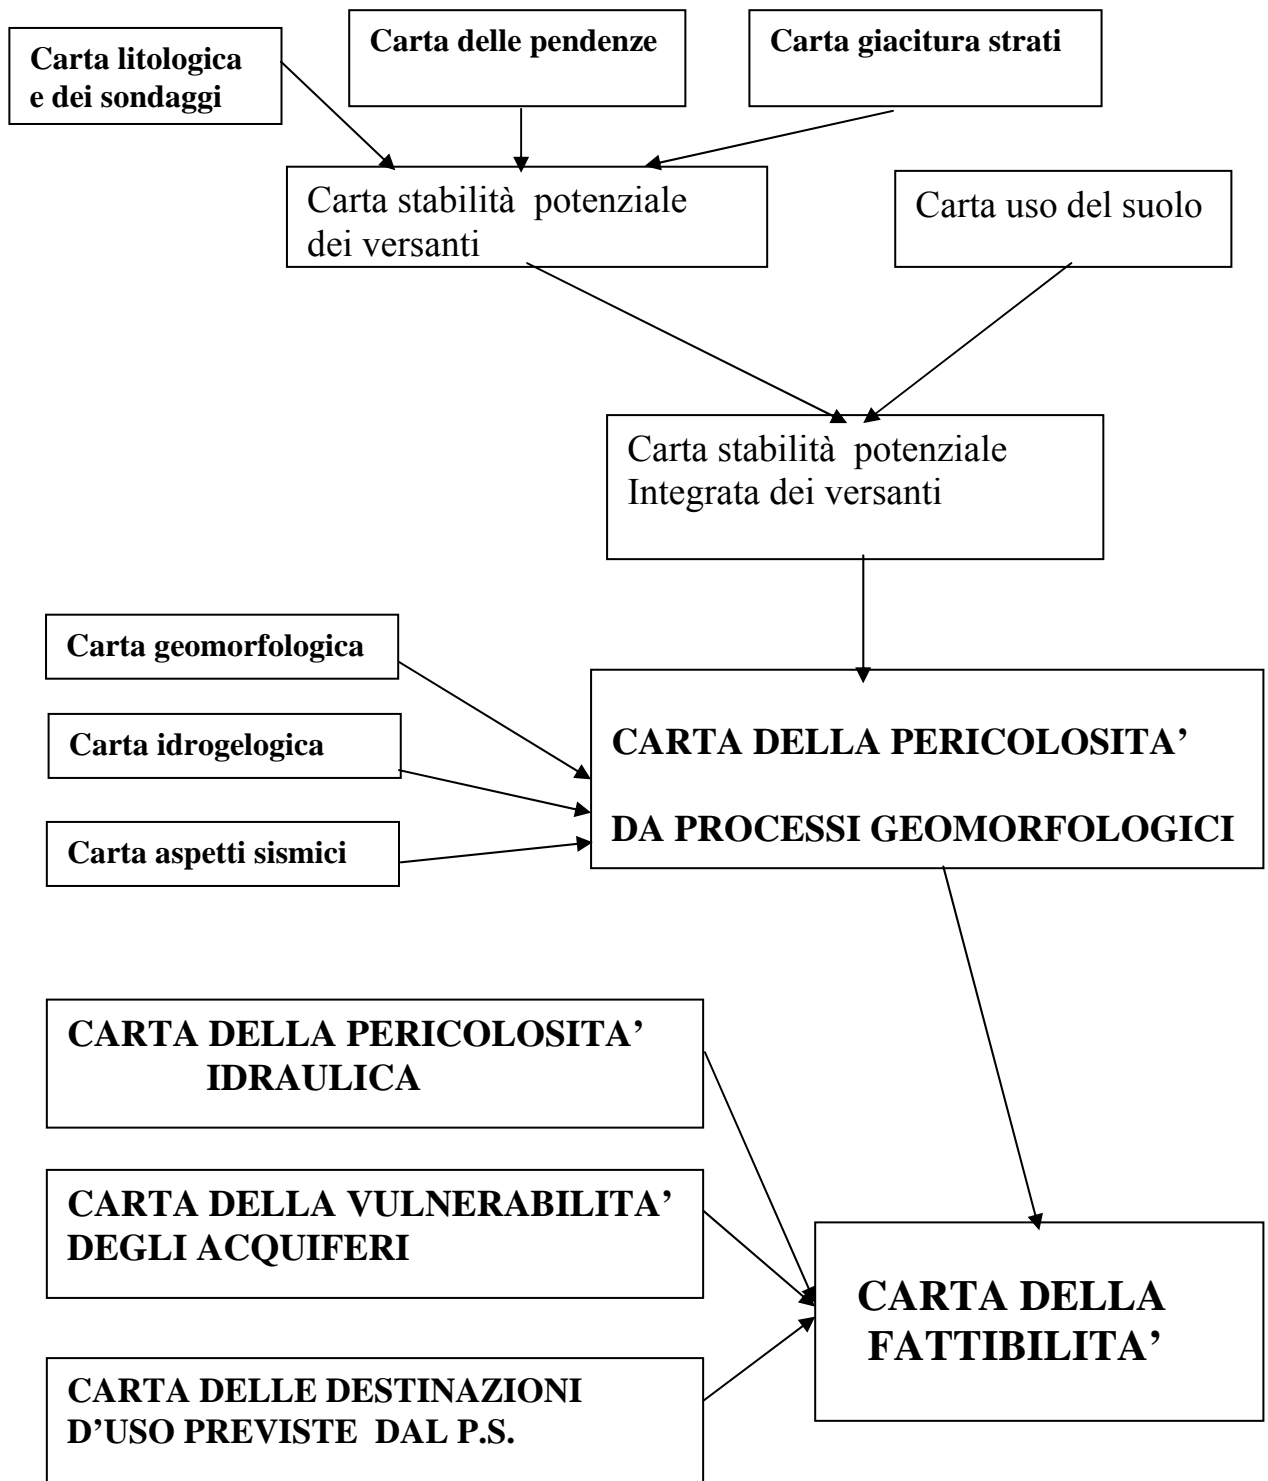 Carta litologica
e dei sondaggi
Carta delle pendenze
Carta giacitura strati
Carta stabilità  potenziale
dei versanti
Carta uso del suolo
Carta stabilità  potenziale
Integrata dei versanti
Carta geomorfologica
Carta idrogelogica
Carta aspetti sismici
CARTA DELLA PERICOLOSITA’
DA PROCESSI GEOMORFOLOGICI
CARTA DELLA PERICOLOSITA’
IDRAULICA
CARTA DELLA VULNERABILITA’
DEGLI ACQUIFERI
CARTA DELLE DESTINAZIONI
D’USO PREVISTE  DAL P.S.
CARTA DELLA
FATTIBILITA’